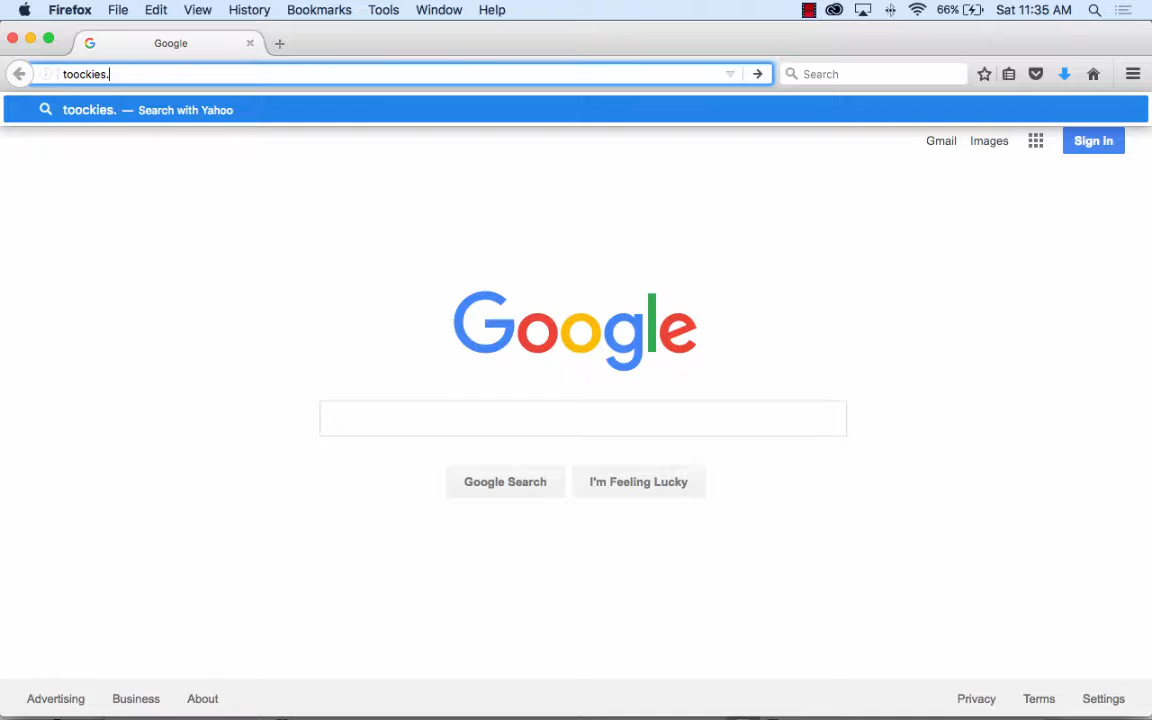 Firefox File Edit View History Bookmarks Tools Window Help 66% Sat 11:35 AM
Google
toockies. Search
toockies. — Search with Yahoo
Gmail Images Sign in
Google
Google Search I'm Feeling Lucky
Advertising Business About Privacy Terms Settings